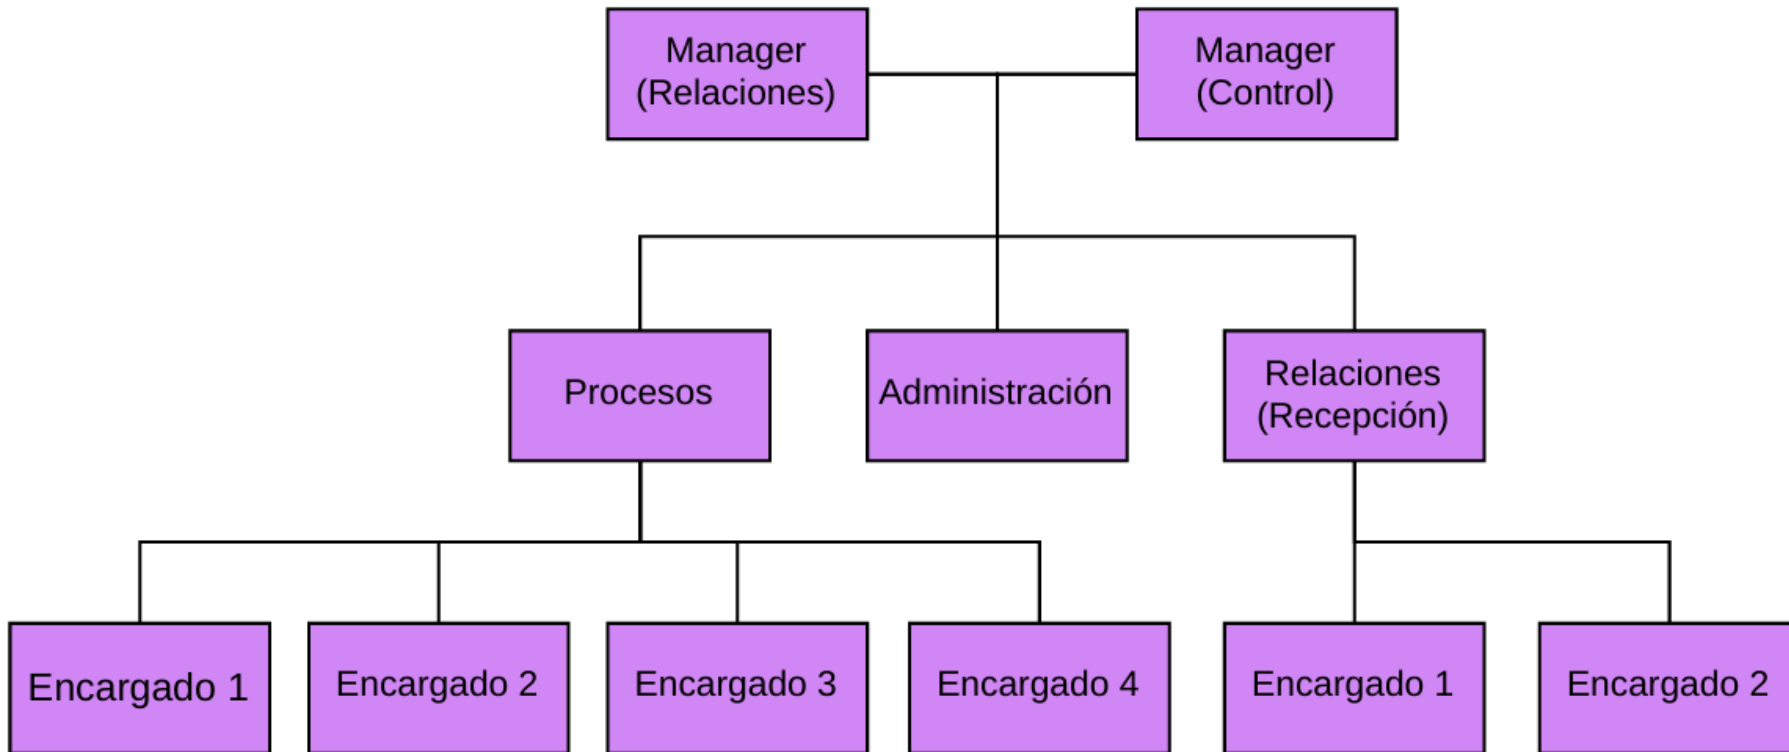 Manager
(Relaciones)
Manager
(Control)
Procesos
Administración
Relaciones
(Recepción)
Encargado 1
Encargado 2
Encargado 3
Encargado 4
Encargado 1
Encargado 2